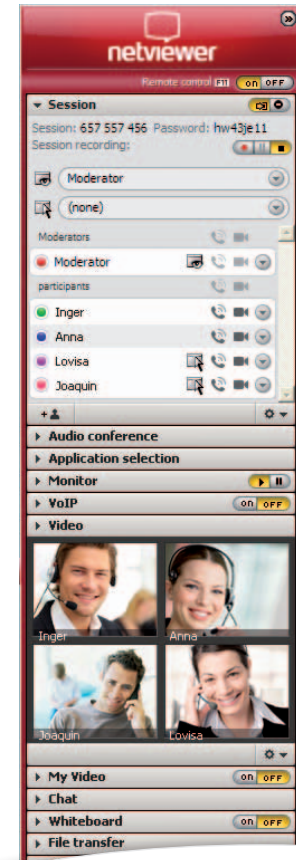 netviewer
Remote control F11 on OFF
Session
Session: 657 557 456 Password: hw43je11
Session recording:
Moderator
(none)
Moderators
Moderator
participants
Inger
Anna
Lovisa
Joaquin
Audio conference
Application selection
Monitor
VoIP on OFF
Video
Inger Anna
Joaquin Lovisa
My Video on OFF
Chat
Whiteboard on OFF
File transfer